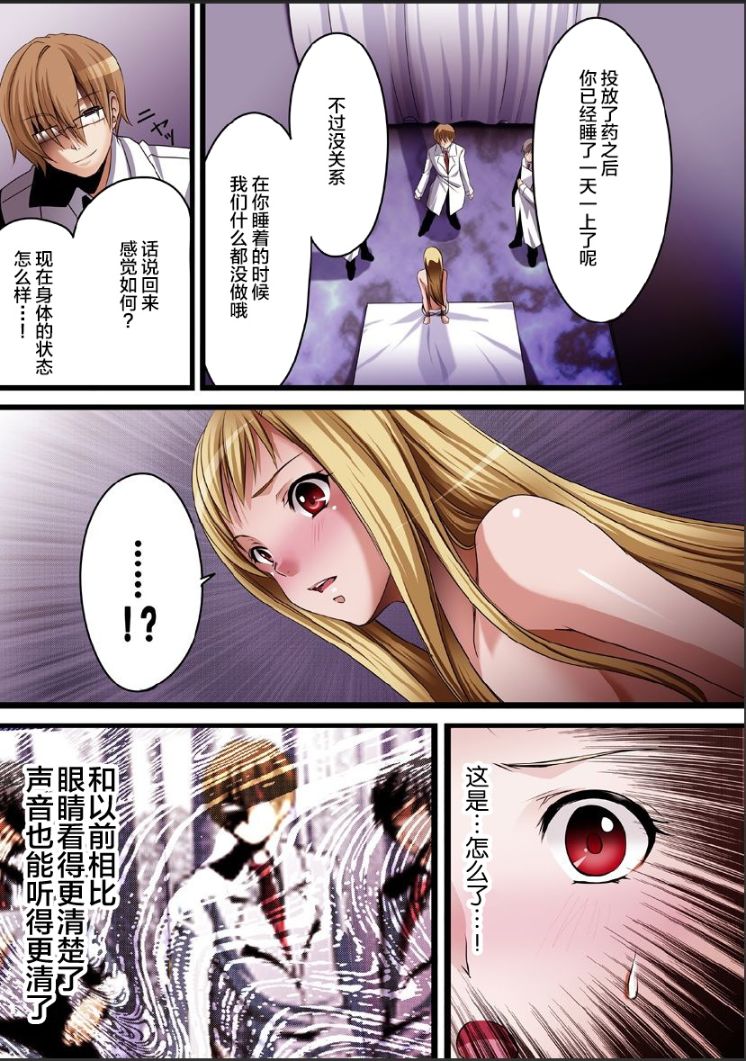 投放了药之后
你已经睡了一天一上了呢
不过没关系
在你睡着的时候
我们什么都没做哦
ニヤッ
话说回来
感觉如何?
现在身体的状态
怎么样…!
……!?
这是…怎么了…!
和以前相比
眼睛看得更清楚了
声音也能听得更清了